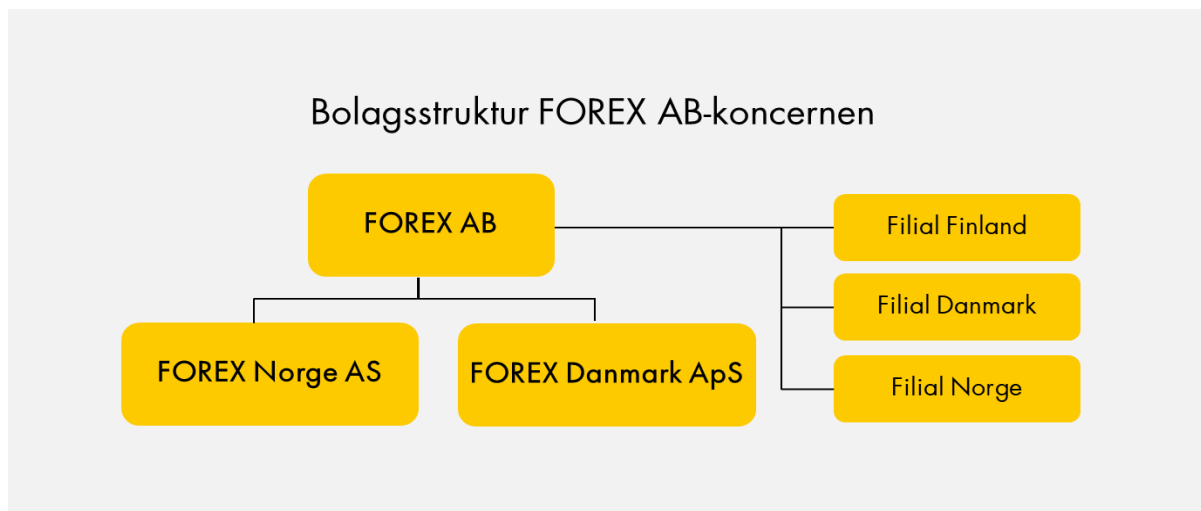 Bolagsstruktur FOREX AB-koncernen
FOREX AB
Filial Finland
Filial Danmark
FOREX Norge AS
FOREX Danmark ApS
Filial Norge